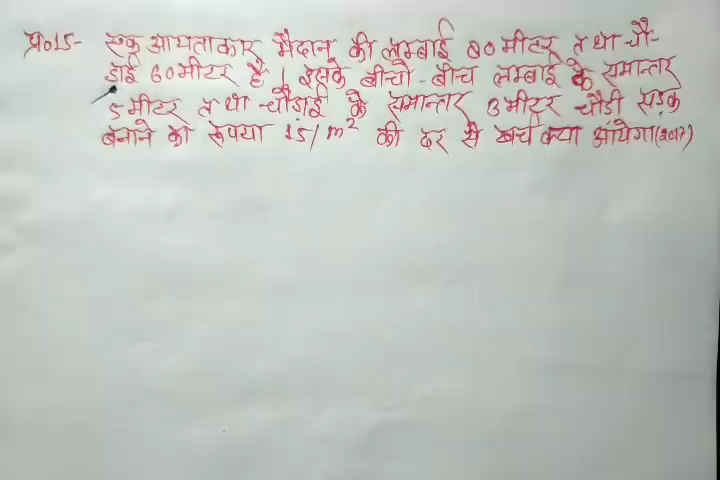 प्र०15- एक आयताकार मैदान की लम्बाई 80 मीटर तथा चौ-
ड़ाई 60 मीटर है। इसके बीचो-बीच लम्बाई के समान्तर
5 मीटर तथा चौड़ाई के समान्तर 3 मीटर चौडी सड़क
बनाने का रूपया 15/m² की दर से खर्च क्या आयेगा(2017)